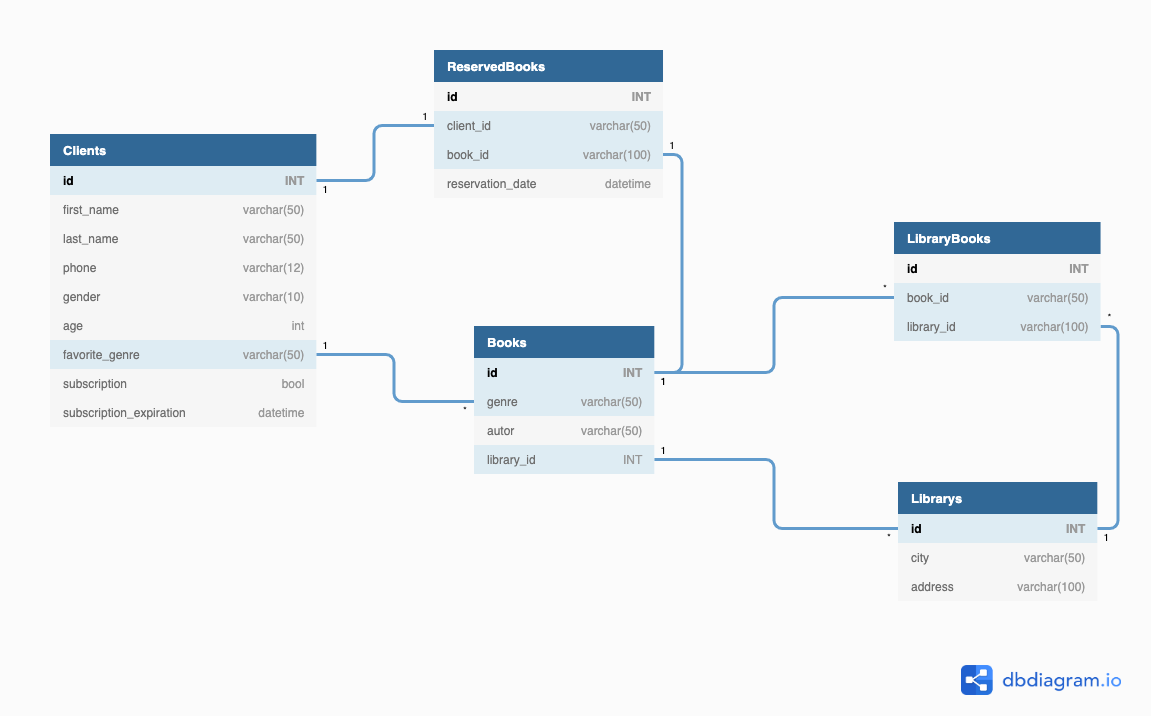 ReservedBooks
id INT
client_id varchar(50)
book_id varchar(100)
reservation_date datetime
1
1
Clients
id INT
first_name varchar(50)
last_name varchar(50)
phone varchar(12)
gender varchar(10)
age int
favorite_genre varchar(50)
subscription bool
subscription_expiration datetime
1
1
Books
id INT
genre varchar(50)
autor varchar(50)
library_id INT
1
*
1
LibraryBooks
id INT
book_id varchar(50)
library_id varchar(100)
*
*
Librarys
id INT
city varchar(50)
address varchar(100)
*
1
dbdiagram.io